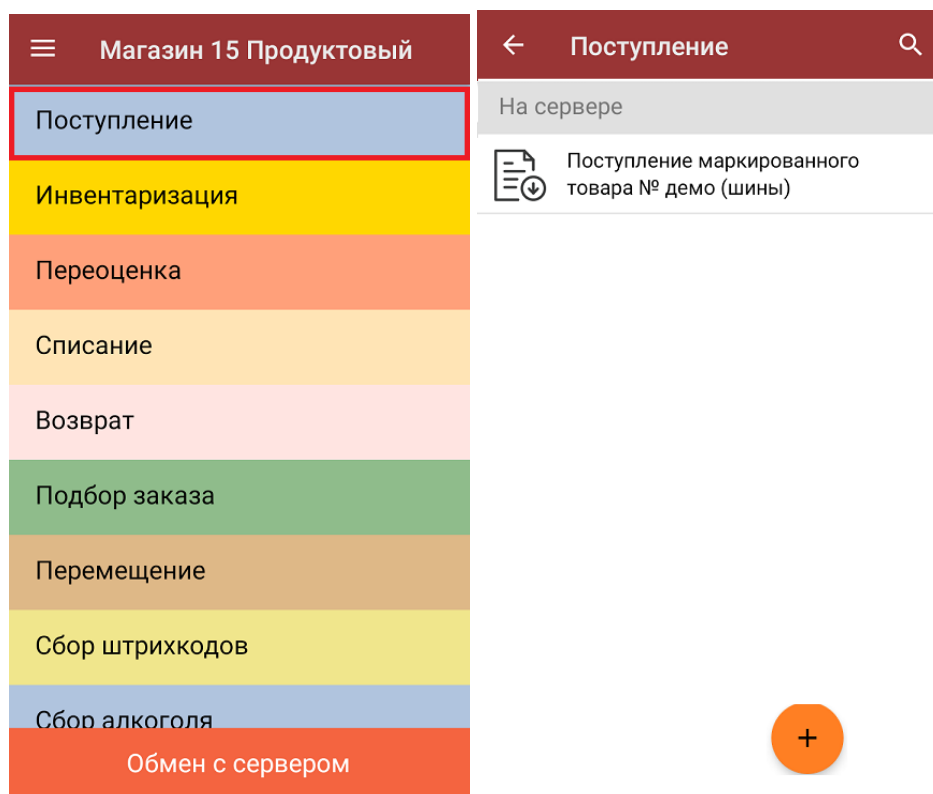 Магазин 15 Продуктовый
Поступление
Инвентаризация
Переоценка
Списание
Возврат
Подбор заказа
Перемещение
Сбор штрихкодов
Сбор алкоголя
Обмен с сервером
Поступление
На сервере
Поступление маркированного
товара № демо (шины)
+